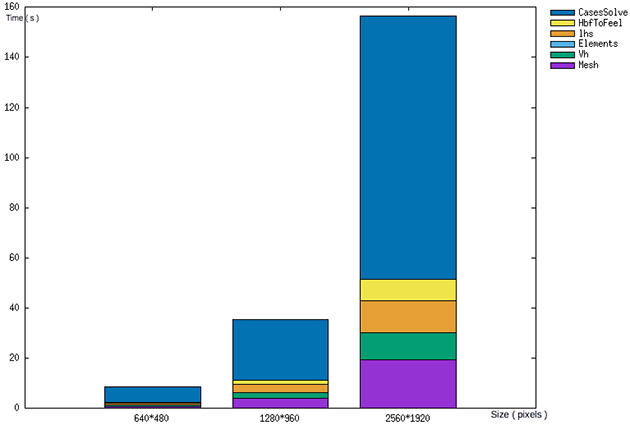 160
Time ( s )
140
120
100
80
60
40
20
0
640*480
1280*960
2560*1920
Size ( pixels )
CasesSolve
HbfToFeel
lhs
Elements
Vh
Mesh